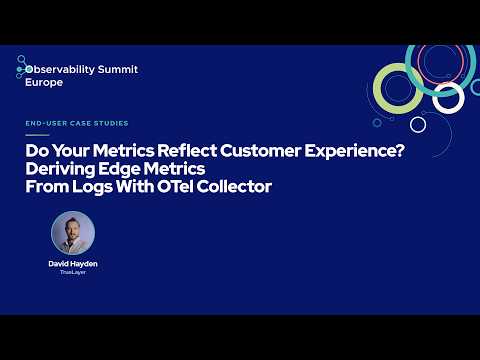 Observability Summit
Europe
END-USER CASE STUDIES
Do Your Metrics Reflect Customer Experience?
Deriving Edge Metrics
From Logs With OTel Collector
David Hayden
TrueLayer